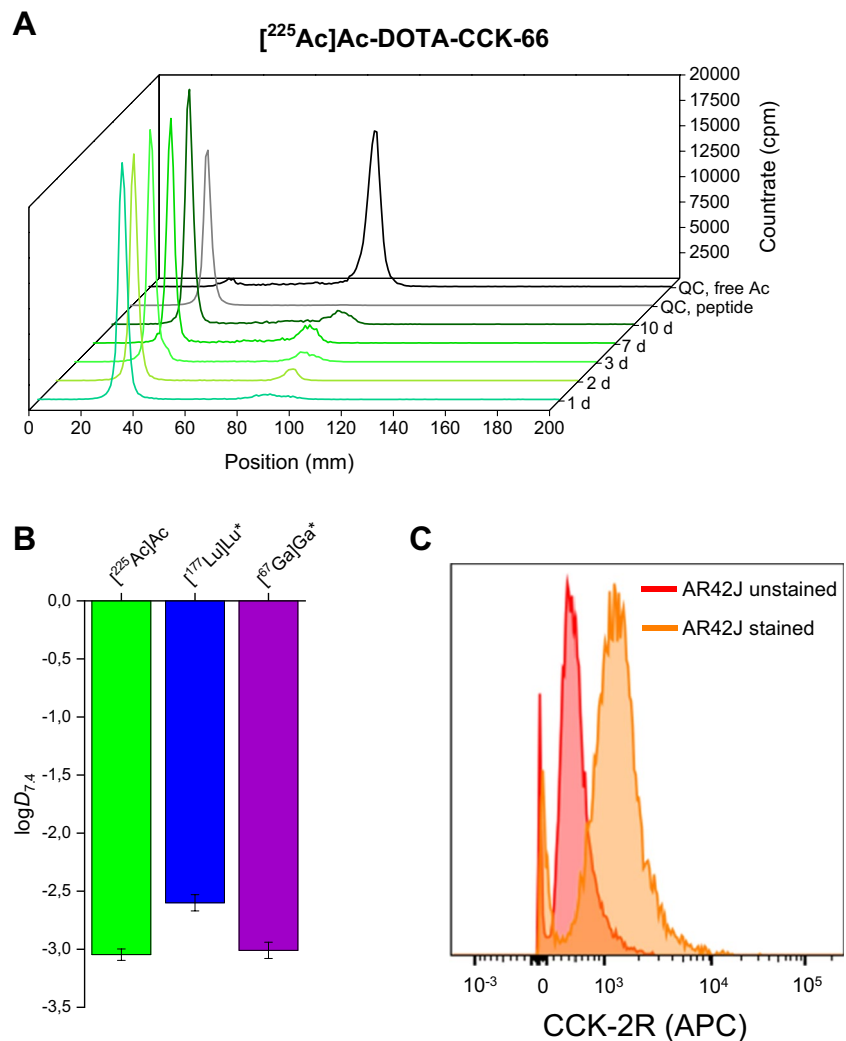 A
[²²⁵Ac]Ac-DOTA-CCK-66
20000
17500
15000
12500
10000
7500
5000
2500
Countrate (cpm)
QC, free Ac
QC, peptide
10 d
7 d
3 d
2 d
1 d
0 20 40 60 80 100 120 140 160 180 200
Position (mm)
B
[²²⁵Ac]Ac
[¹⁷⁷Lu]Lu*
[⁶⁷Ga]Ga*
0,0
-0,5
-1,0
-1,5
-2,0
-2,5
-3,0
-3,5
logD₇.₄
C
AR42J unstained
AR42J stained
10⁻³ 0 10³ 10⁴ 10⁵
CCK-2R (APC)